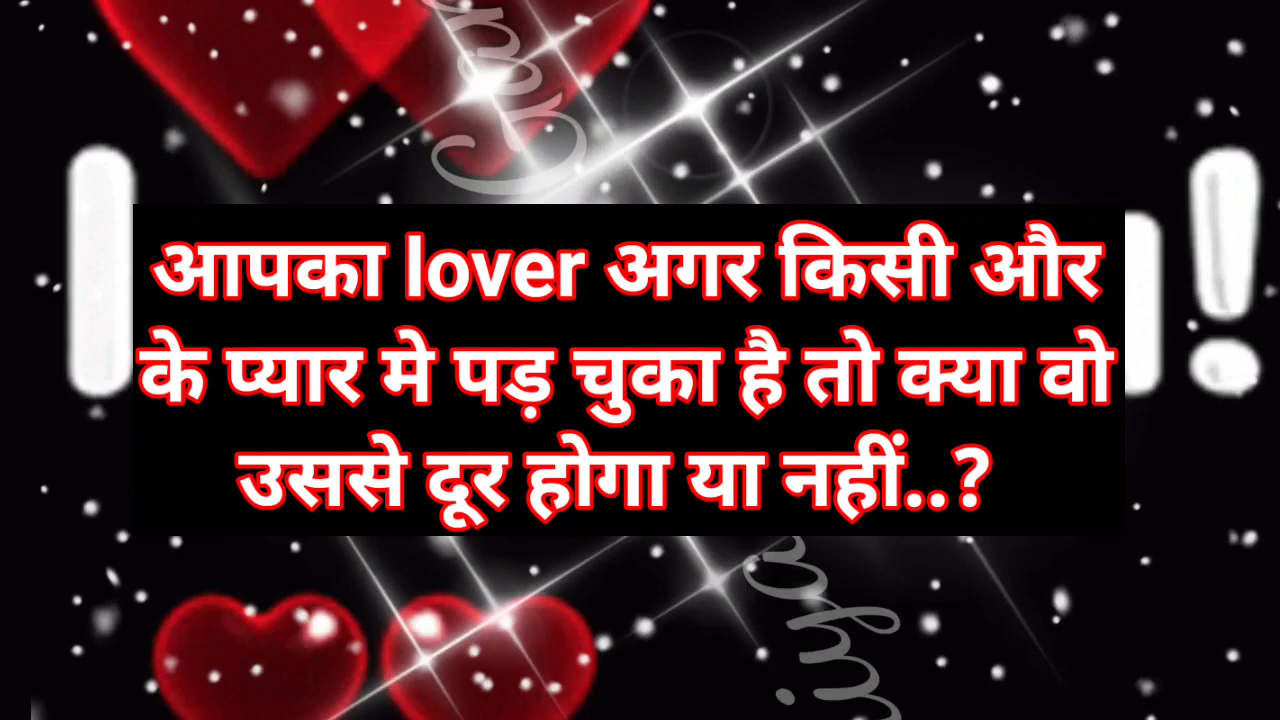 आपका lover अगर किसी और
के प्यार मे पड़ चुका है तो क्या वो
उससे दूर होगा या नहीं..?
!